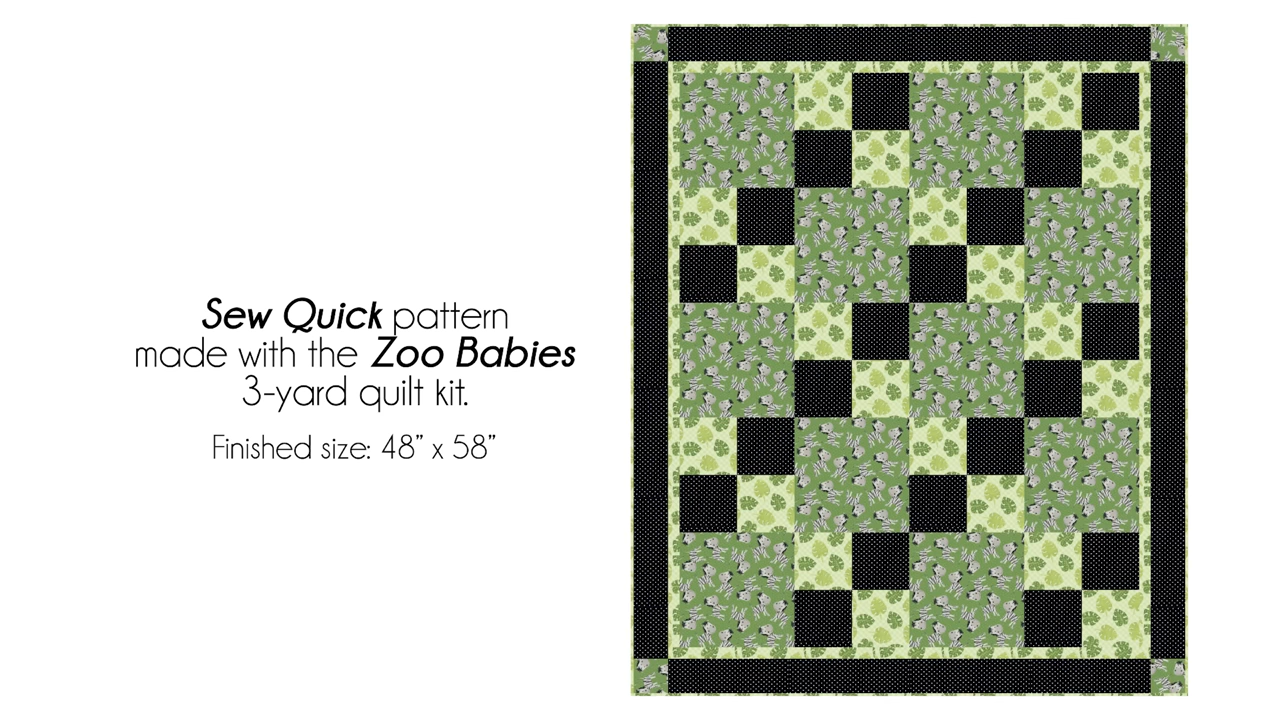 Sew Quick pattern
made with the Zoo Babies
3-yard quilt kit.
Finished size: 48” x 58”